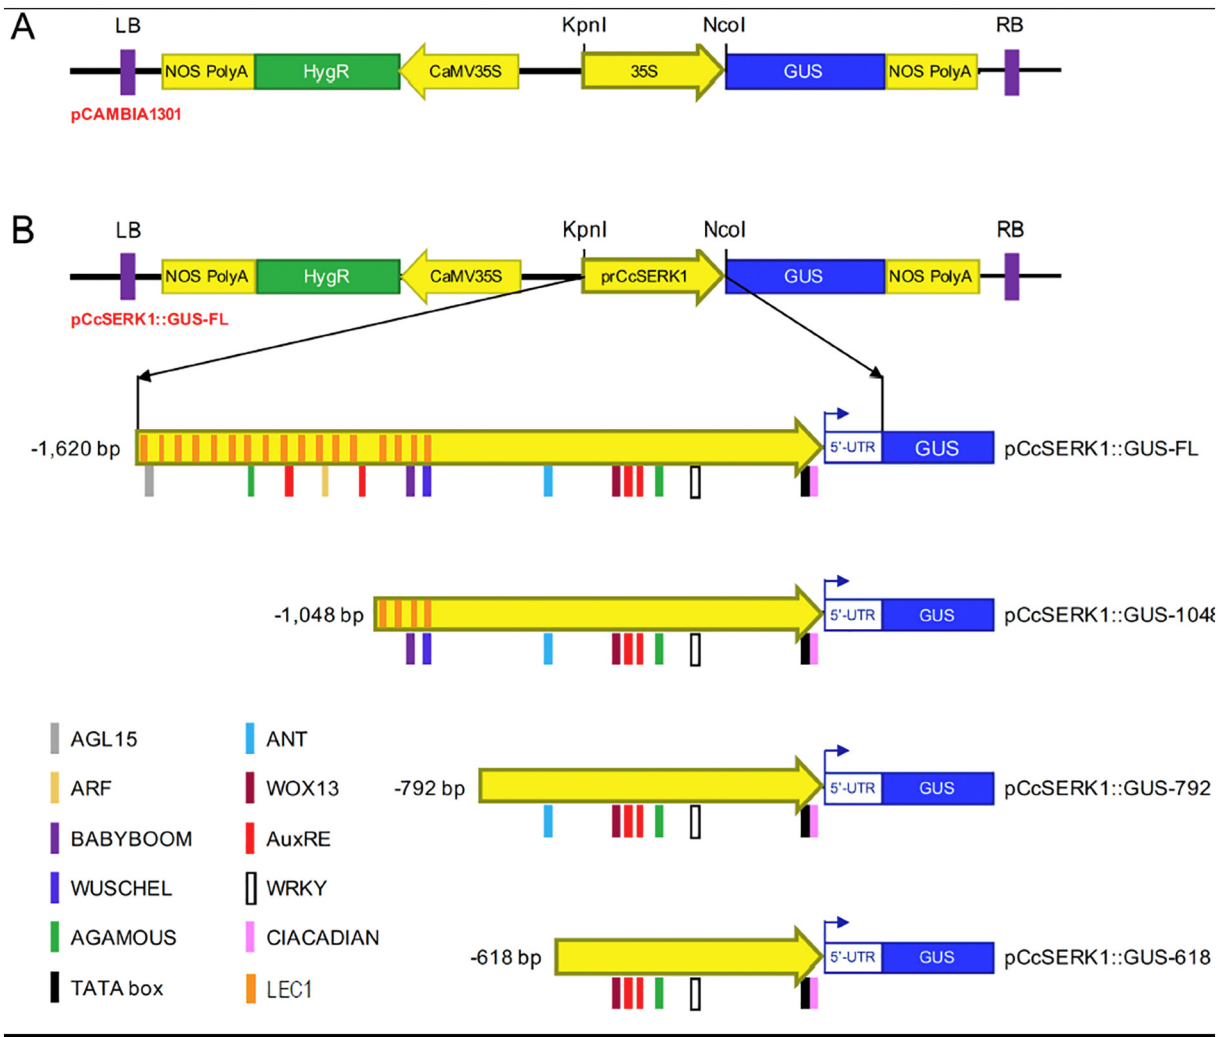 A
LB KpnI NcoI RB
NOS PolyA HygR CaMV35S 35S GUS NOS PolyA
pCAMBIA1301
B
LB KpnI NcoI RB
NOS PolyA HygR CaMV35S prCcSERK1 GUS NOS PolyA
pCcSERK1::GUS-FL
-1,620 bp 5'-UTR GUS pCcSERK1::GUS-FL
-1,048 bp 5'-UTR GUS pCcSERK1::GUS-1048
-792 bp 5'-UTR GUS pCcSERK1::GUS-792
-618 bp 5'-UTR GUS pCcSERK1::GUS-618
AGL15
ARF
BABYBOOM
WUSCHEL
AGAMOUS
TATA box
ANT
WOX13
AuxRE
WRKY
CIACADIAN
LEC1